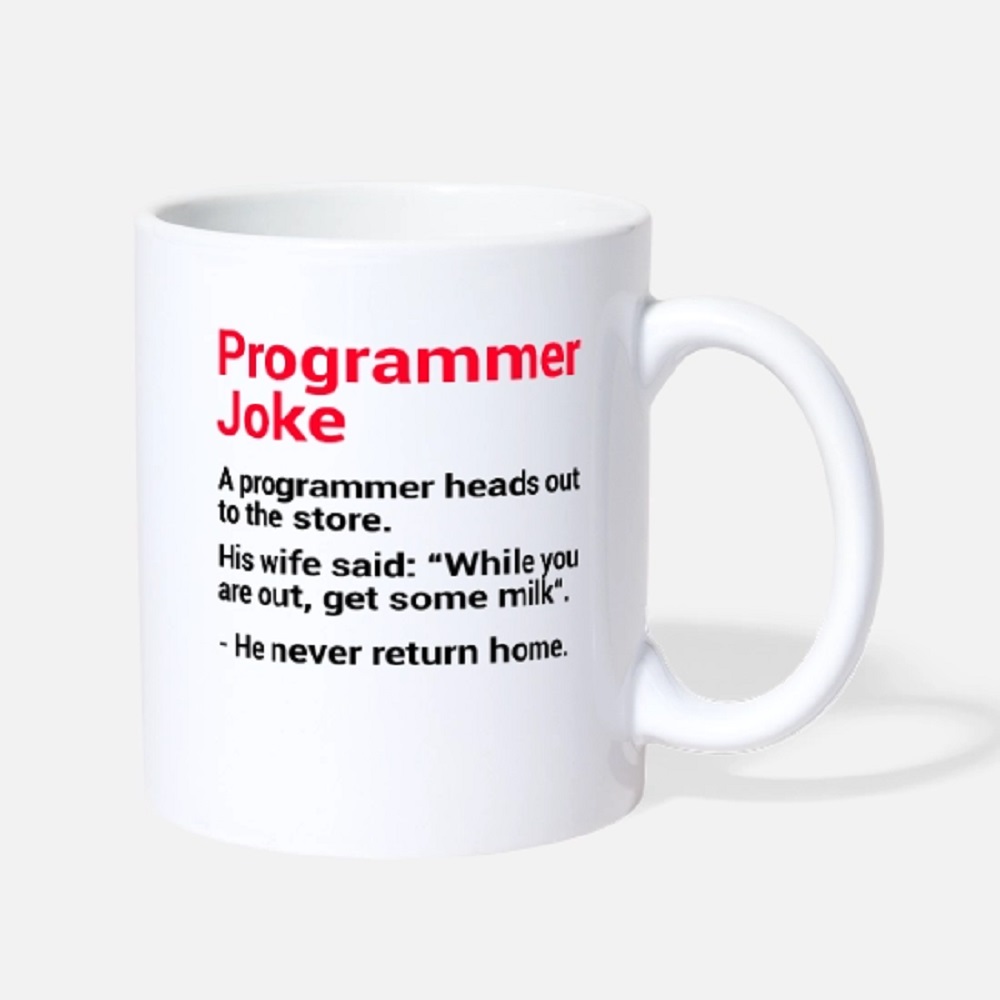 Programmer
Joke
A programmer heads out
to the store.
His wife said: “While you
are out, get some milk“.
- He never return home.